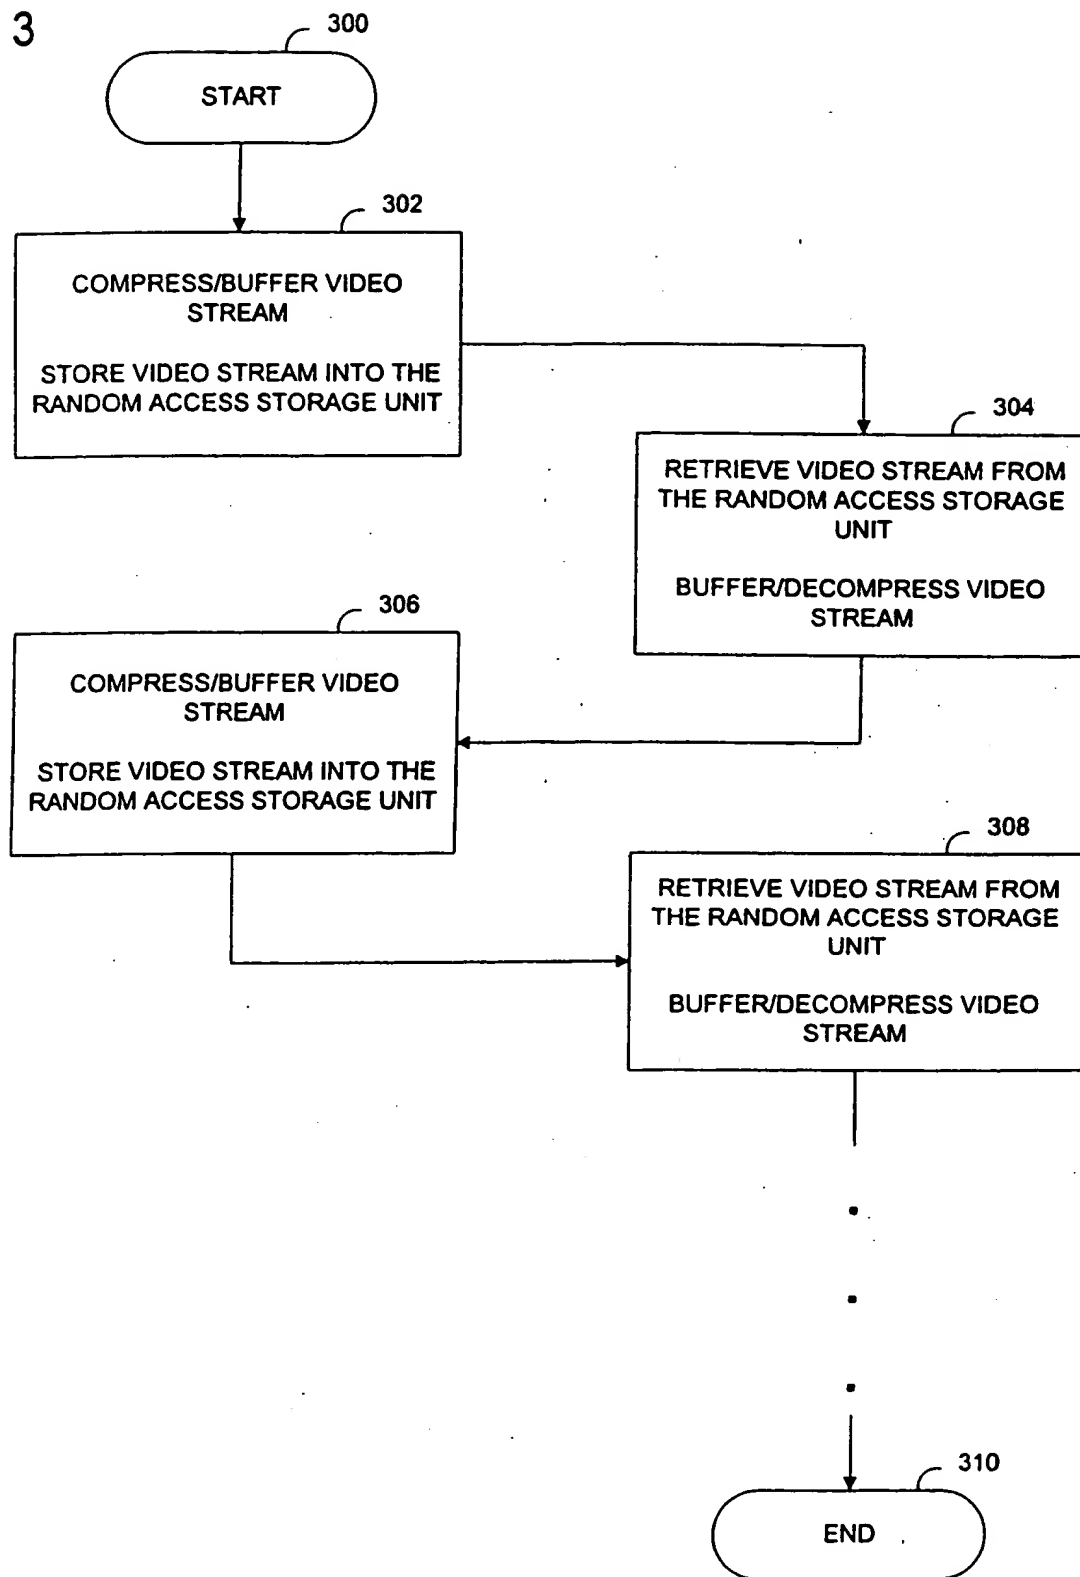 3
300
START
302
COMPRESS/BUFFER VIDEO
STREAM
STORE VIDEO STREAM INTO THE
RANDOM ACCESS STORAGE UNIT
304
RETRIEVE VIDEO STREAM FROM
THE RANDOM ACCESS STORAGE
UNIT
BUFFER/DECOMPRESS VIDEO
STREAM
306
COMPRESS/BUFFER VIDEO
STREAM
STORE VIDEO STREAM INTO THE
RANDOM ACCESS STORAGE UNIT
308
RETRIEVE VIDEO STREAM FROM
THE RANDOM ACCESS STORAGE
UNIT
BUFFER/DECOMPRESS VIDEO
STREAM
310
END